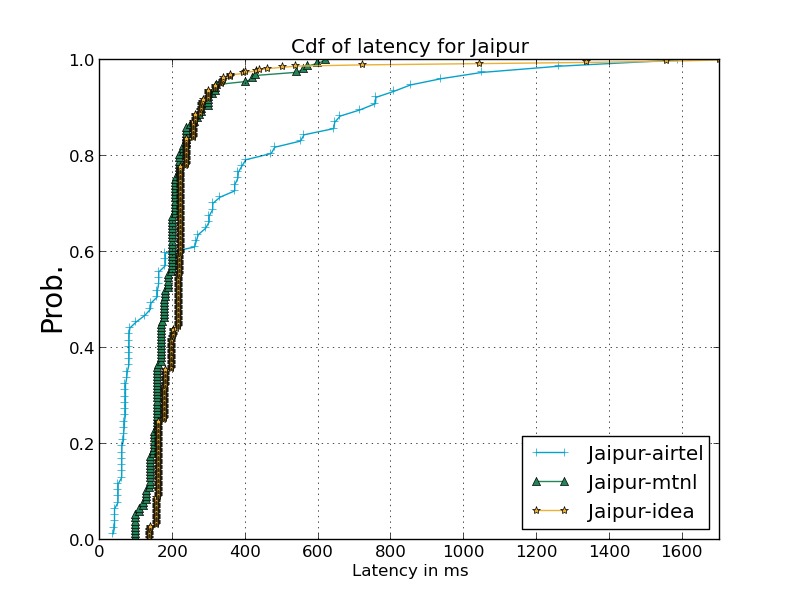 Cdf of latency for Jaipur
1.0
0.8
0.6
0.4
0.2
0.0
Prob.
0 200 400 600 800 1000 1200 1400 1600
Latency in ms
Jaipur-airtel
Jaipur-mtnl
Jaipur-idea